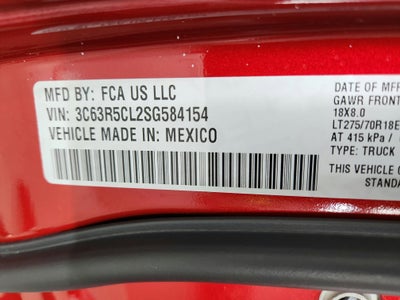 MFD BY: FCA US LLC
VIN: 3C63R5CL2SG584154
VEHICLE MADE IN: MEXICO
DATE OF MF
GAWR FRONT
18X8.0
LT275/70R18E
AT 415 kPa /
TYPE: TRUCK
THIS VEHICLE C
STANDA